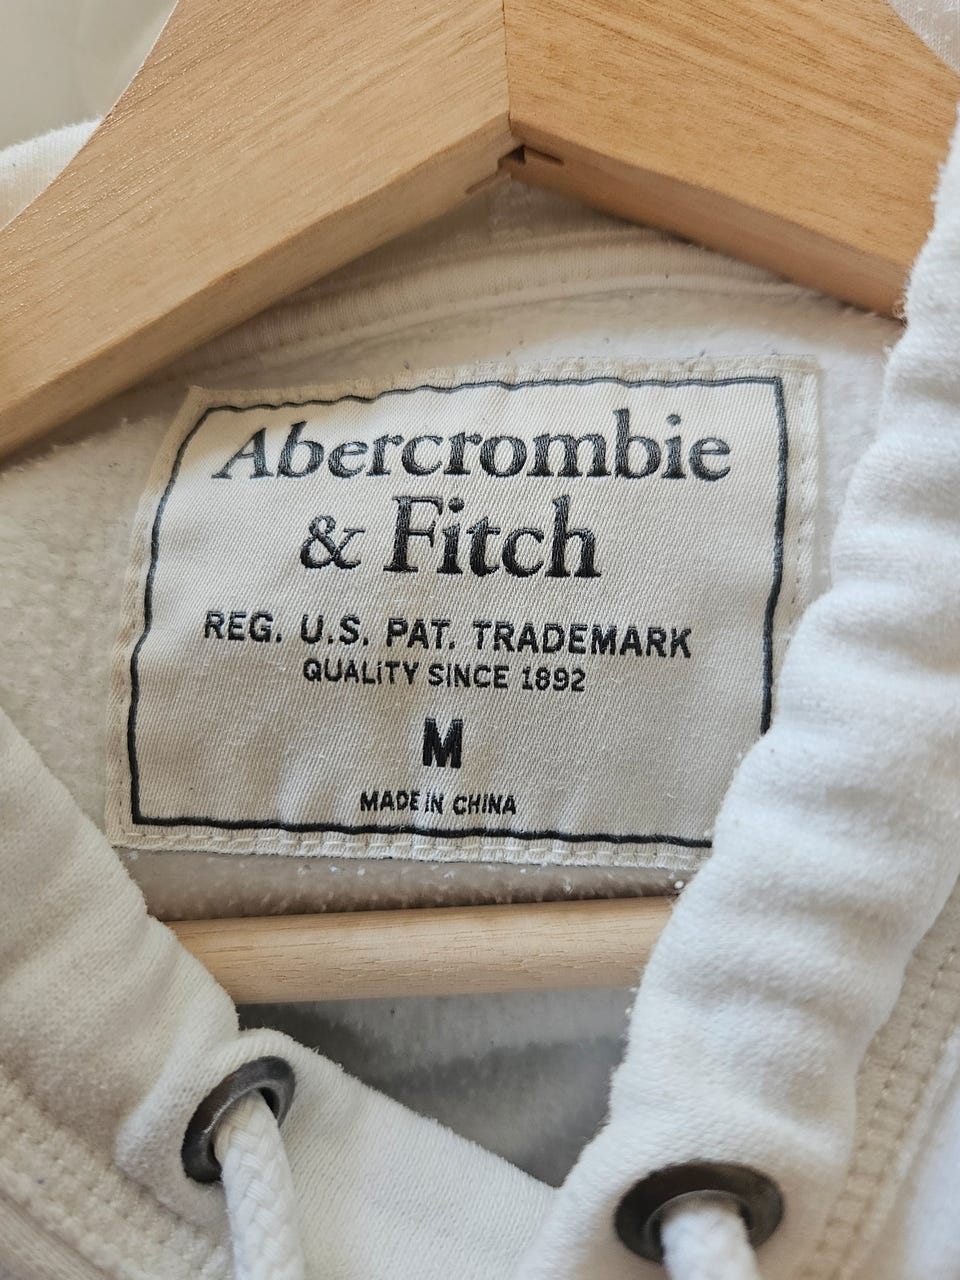 Abercrombie
& Fitch
REG. U.S. PAT. TRADEMARK
QUALITY SINCE 1892
M
MADE IN CHINA